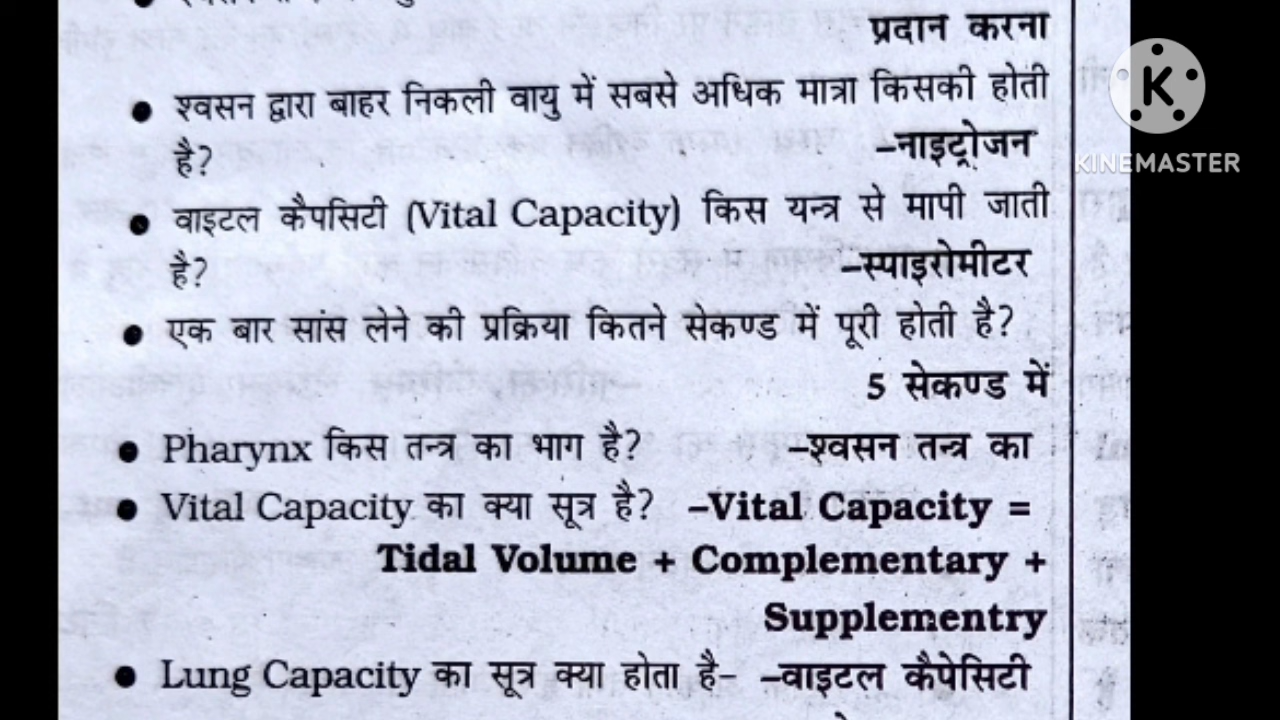 प्रदान करना
• श्वसन द्वारा बाहर निकली वायु में सबसे अधिक मात्रा किसकी होती
है? –नाइट्रोजन
• वाइटल कैपसिटी (Vital Capacity) किस यन्त्र से मापी जाती
है? –स्पाइरोमीटर
• एक बार सांस लेने की प्रक्रिया कितने सेकण्ड में पूरी होती है?
5 सेकण्ड में
• Pharynx किस तन्त्र का भाग है? –श्वसन तन्त्र का
• Vital Capacity का क्या सूत्र है? –Vital Capacity =
Tidal Volume + Complementary +
Supplementry
• Lung Capacity का सूत्र क्या होता है– –वाइटल कैपेसिटी
K
KINEMASTER